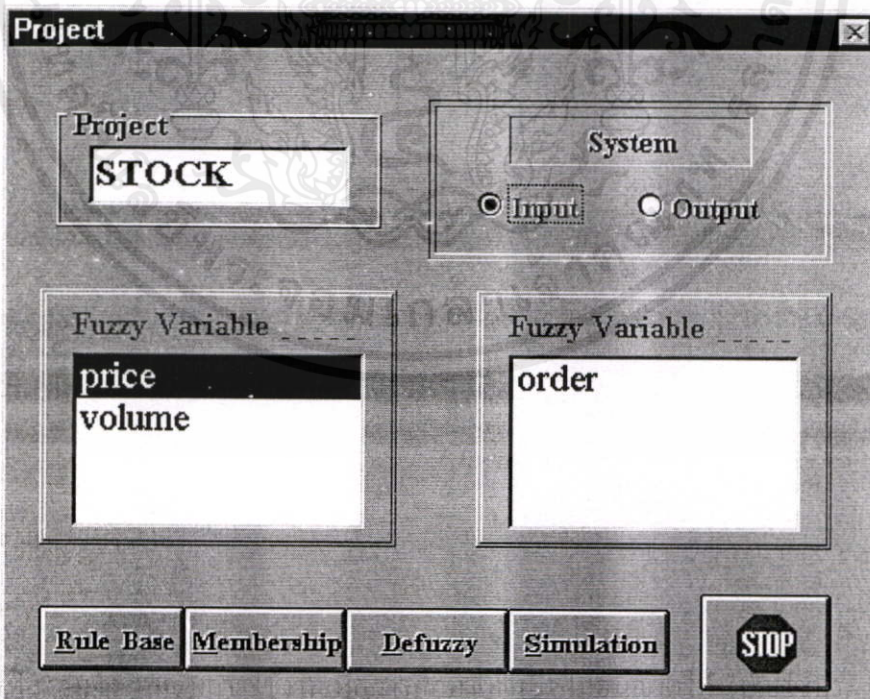 Project
Project
STOCK
System
Input
Output
Fuzzy Variable -----
price
volume
Fuzzy Variable -----
order
Rule Base
Membership
Defuzzy
Simulation
STOP